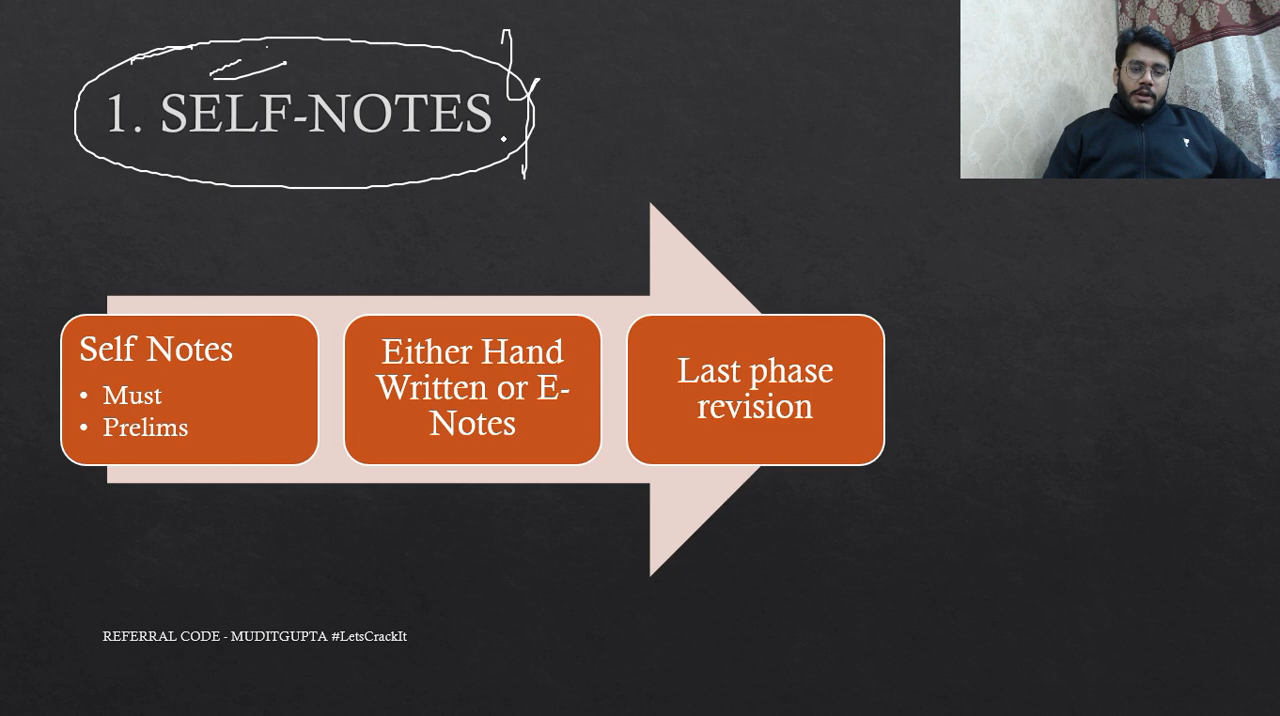 1. SELF-NOTES
Self Notes
• Must
• Prelims
Either Hand
Written or E-
Notes
Last phase
revision
REFERRAL CODE - MUDITGUPTA #LetsCrackIt